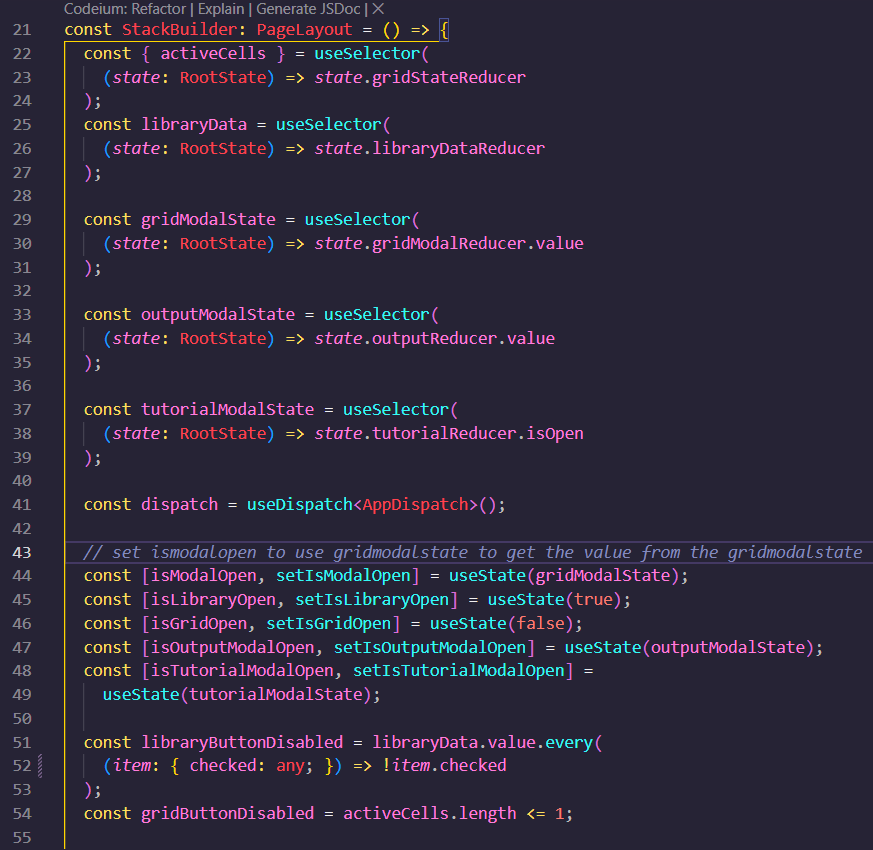 Codeium: Refactor | Explain | Generate JSDoc | ×
21 const StackBuilder: PageLayout = () => {
22 const { activeCells } = useSelector(
23 (state: RootState) => state.gridStateReducer
24 );
25 const libraryData = useSelector(
26 (state: RootState) => state.libraryDataReducer
27 );
28
29 const gridModalState = useSelector(
30 (state: RootState) => state.gridModalReducer.value
31 );
32
33 const outputModalState = useSelector(
34 (state: RootState) => state.outputReducer.value
35 );
36
37 const tutorialModalState = useSelector(
38 (state: RootState) => state.tutorialReducer.isOpen
39 );
40
41 const dispatch = useDispatch<AppDispatch>();
42
43 // set ismodalopen to use gridmodalstate to get the value from the gridmodalstate
44 const [isModalOpen, setIsModalOpen] = useState(gridModalState);
45 const [isLibraryOpen, setIsLibraryOpen] = useState(true);
46 const [isGridOpen, setIsGridOpen] = useState(false);
47 const [isOutputModalOpen, setIsOutputModalOpen] = useState(outputModalState);
48 const [isTutorialModalOpen, setIsTutorialModalOpen] =
49 useState(tutorialModalState);
50
51 const libraryButtonDisabled = libraryData.value.every(
52 (item: { checked: any; }) => !item.checked
53 );
54 const gridButtonDisabled = activeCells.length <= 1;
55